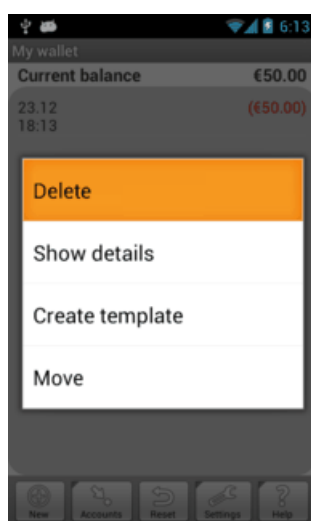 6:13
My wallet
Current balance €50.00
23.12 (€50.00)
18:13
Delete
Show details
Create template
Move
New Accounts Reset Settings Help